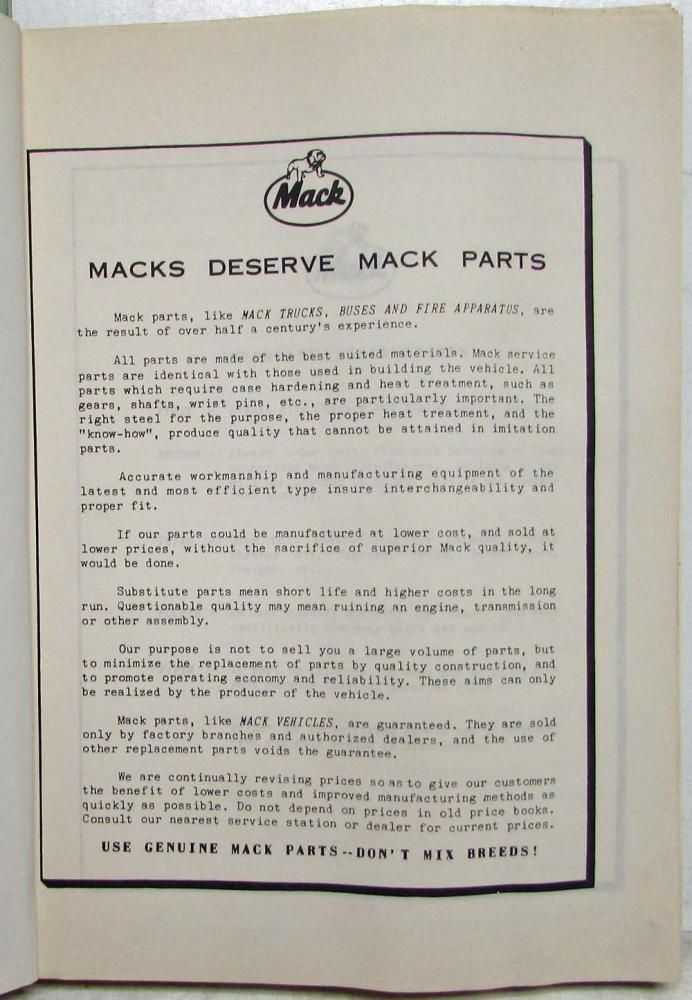 Mack
MACKS DESERVE MACK PARTS
Mack parts, like MACK TRUCKS, BUSES AND FIRE APPARATUS, are
the result of over half a century's experience.
All parts are made of the best suited materials. Mack service
parts are identical with those used in building the vehicle. All
parts which require case hardening and heat treatment, such as
gears, shafts, wrist pins, etc., are particularly important. The
right steel for the purpose, the proper heat treatment, and the
"know-how", produce quality that cannot be attained in imitation
parts.
Accurate workmanship and manufacturing equipment of the
latest and most efficient type insure interchangeability and
proper fit.
If our parts could be manufactured at lower cost, and sold at
lower prices, without the sacrifice of superior Mack quality, it
would be done.
Substitute parts mean short life and higher costs in the long
run. Questionable quality may mean ruining an engine, transmission
or other assembly.
Our purpose is not to sell you a large volume of parts, but
to minimize the replacement of parts by quality construction, and
to promote operating economy and reliability. These aims can only
be realized by the producer of the vehicle.
Mack parts, like MACK VEHICLES, are guaranteed. They are sold
only by factory branches and authorized dealers, and the use of
other replacement parts voids the guarantee.
We are continually revising prices so as to give our customers
the benefit of lower costs and improved manufacturing methods as
quickly as possible. Do not depend on prices in old price books.
Consult our nearest service station or dealer for current prices.
USE GENUINE MACK PARTS--DON'T MIX BREEDS!